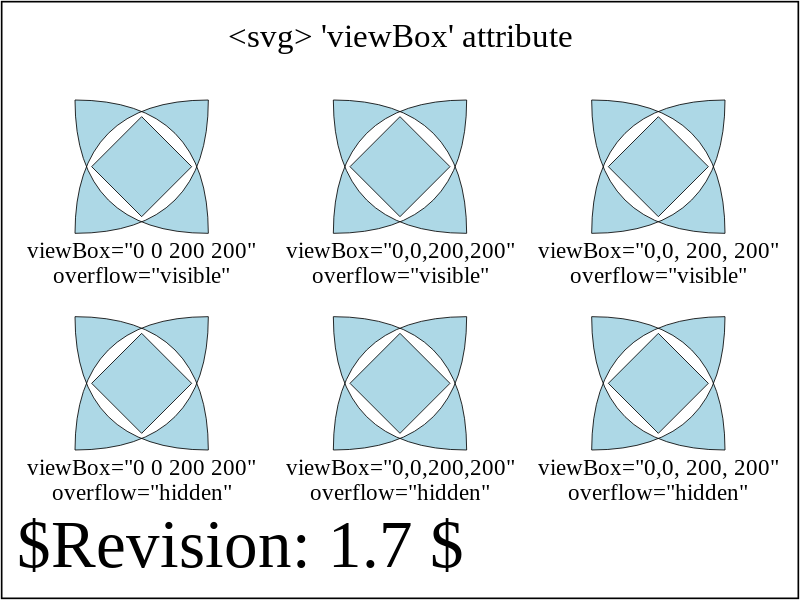 <svg> 'viewBox' attribute
viewBox="0 0 200 200"
overflow="visible"
viewBox="0,0,200,200"
overflow="visible"
viewBox="0,0, 200, 200"
overflow="visible"
viewBox="0 0 200 200"
overflow="hidden"
viewBox="0,0,200,200"
overflow="hidden"
viewBox="0,0, 200, 200"
overflow="hidden"
$Revision: 1.7 $